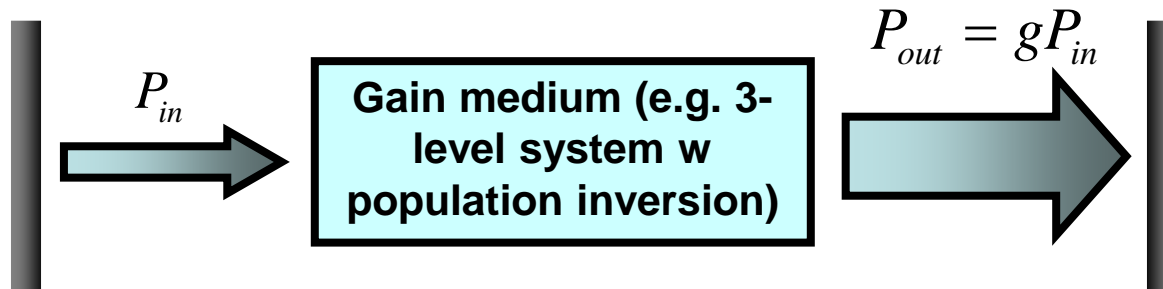 P_in
Gain medium (e.g. 3-
level system w
population inversion)
P_out = gP_in